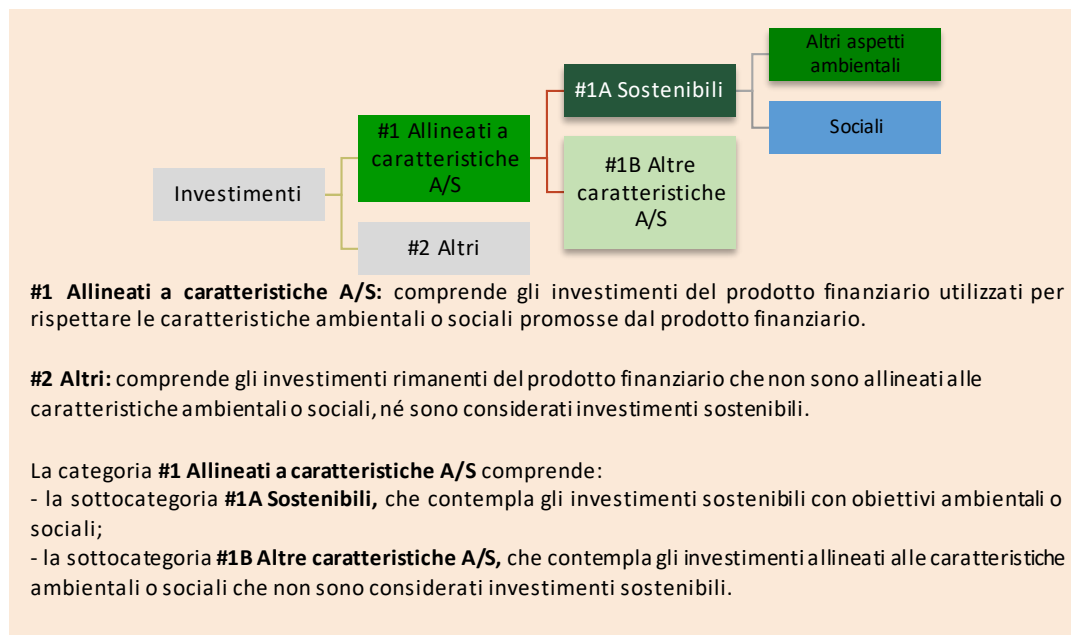 Altri aspetti
ambientali
#1A Sostenibili
#1 Allineati a
caratteristiche
A/S
Sociali
#1B Altre
caratteristiche
A/S
Investimenti
#2 Altri
#1 Allineati a caratteristiche A/S: comprende gli investimenti del prodotto finanziario utilizzati per
rispettare le caratteristiche ambientali o sociali promosse dal prodotto finanziario.
#2 Altri: comprende gli investimenti rimanenti del prodotto finanziario che non sono allineati alle
caratteristiche ambientali o sociali, né sono considerati investimenti sostenibili.
La categoria #1 Allineati a caratteristiche A/S comprende:
- la sottocategoria #1A Sostenibili, che contempla gli investimenti sostenibili con obiettivi ambientali o
sociali;
- la sottocategoria #1B Altre caratteristiche A/S, che contempla gli investimenti allineati alle caratteristiche
ambientali o sociali che non sono considerati investimenti sostenibili.